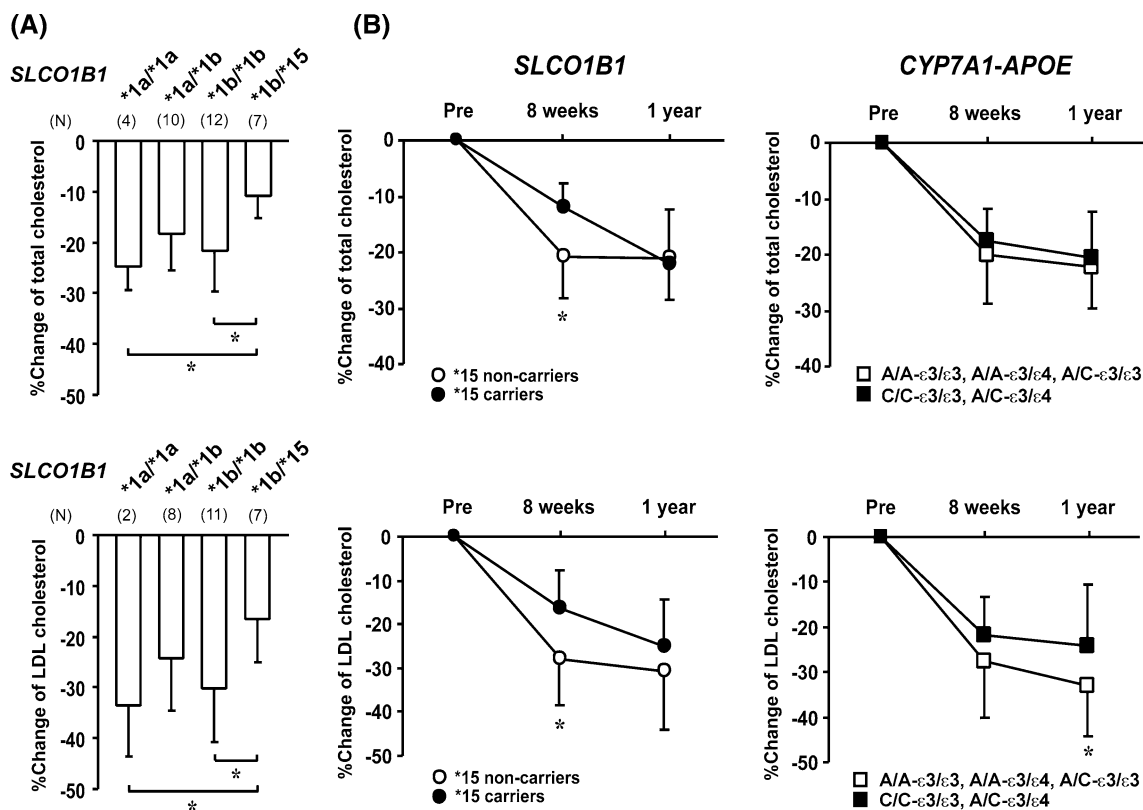 (A)
SLCO1B1
*1a/*1a
*1a/*1b
*1b/*1b
*1b/*15
(N) (4) (10) (12) (7)
%Change of total cholesterol
0
-10
-20
-30
-40
-50
*
*
SLCO1B1
*1a/*1a
*1a/*1b
*1b/*1b
*1b/*15
(N) (2) (8) (11) (7)
%Change of LDL cholesterol
0
-10
-20
-30
-40
-50
*
*
(B)
SLCO1B1
Pre 8 weeks 1 year
%Change of total cholesterol
0
-10
-20
-30
-40
*
*15 non-carriers
*15 carriers
CYP7A1-APOE
Pre 8 weeks 1 year
%Change of total cholesterol
0
-10
-20
-30
-40
A/A-ε3/ε3, A/A-ε3/ε4, A/C-ε3/ε3
C/C-ε3/ε3, A/C-ε3/ε4
Pre 8 weeks 1 year
%Change of LDL cholesterol
0
-10
-20
-30
-40
-50
*
*15 non-carriers
*15 carriers
Pre 8 weeks 1 year
%Change of LDL cholesterol
0
-10
-20
-30
-40
-50
*
A/A-ε3/ε3, A/A-ε3/ε4, A/C-ε3/ε3
C/C-ε3/ε3, A/C-ε3/ε4